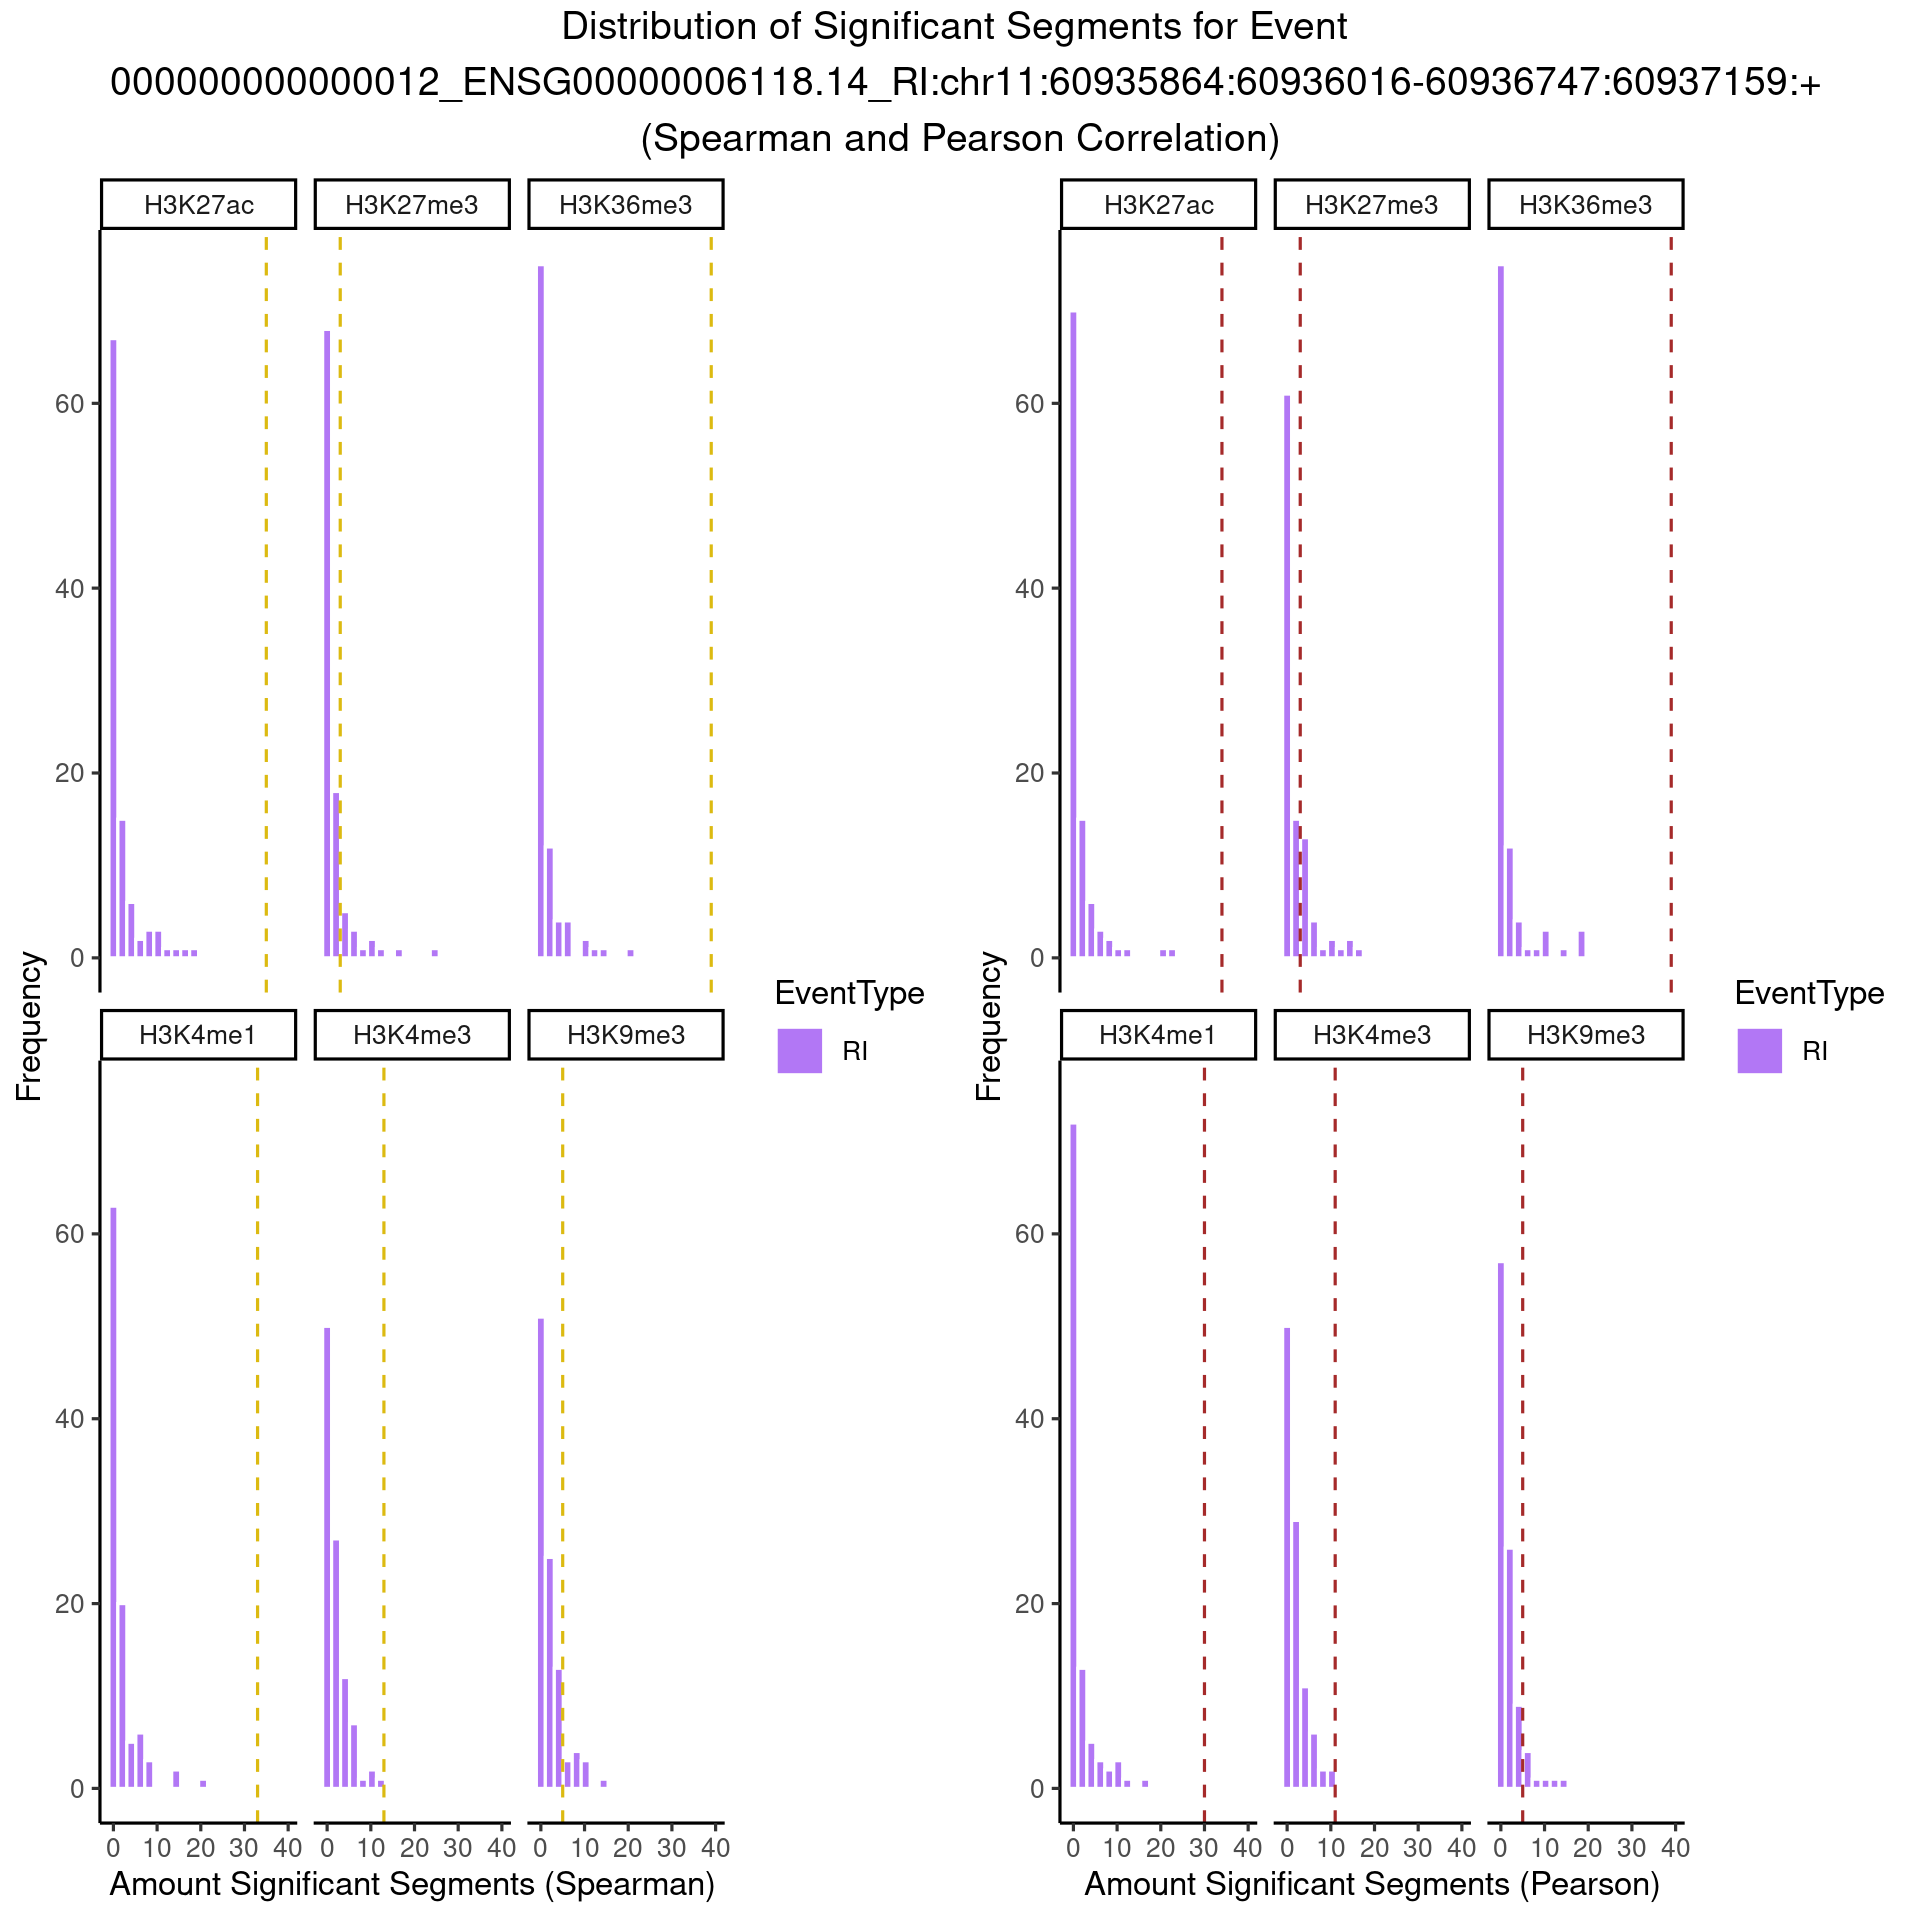 Distribution of Significant Segments for Event
000000000000012_ENSG00000006118.14_RI:chr11:60935864:60936016-60936747:60937159:+
(Spearman and Pearson Correlation)
H3K27ac H3K27me3 H3K36me3
60
40
20
0
H3K4me1 H3K4me3 H3K9me3
60
40
20
0
0 10 20 30 40 0 10 20 30 40 0 10 20 30 40
Amount Significant Segments (Spearman)
Frequency
EventType
RI
H3K27ac H3K27me3 H3K36me3
60
40
20
0
H3K4me1 H3K4me3 H3K9me3
60
40
20
0
0 10 20 30 40 0 10 20 30 40 0 10 20 30 40
Amount Significant Segments (Pearson)
Frequency
EventType
RI